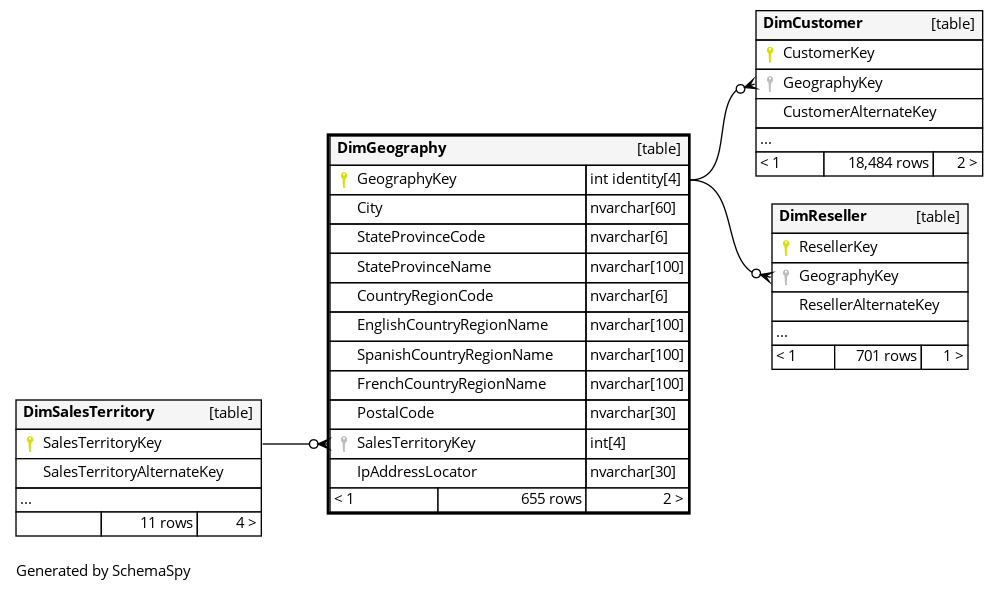 DimCustomer [table]
CustomerKey
GeographyKey
CustomerAlternateKey
...
< 1 18,484 rows 2 >
DimGeography [table]
GeographyKey int identity[4]
City nvarchar[60]
StateProvinceCode nvarchar[6]
StateProvinceName nvarchar[100]
CountryRegionCode nvarchar[6]
EnglishCountryRegionName nvarchar[100]
SpanishCountryRegionName nvarchar[100]
FrenchCountryRegionName nvarchar[100]
PostalCode nvarchar[30]
SalesTerritoryKey int[4]
IpAddressLocator nvarchar[30]
< 1 655 rows 2 >
DimReseller [table]
ResellerKey
GeographyKey
ResellerAlternateKey
...
< 1 701 rows 1 >
DimSalesTerritory [table]
SalesTerritoryKey
SalesTerritoryAlternateKey
...
11 rows 4 >
Generated by SchemaSpy